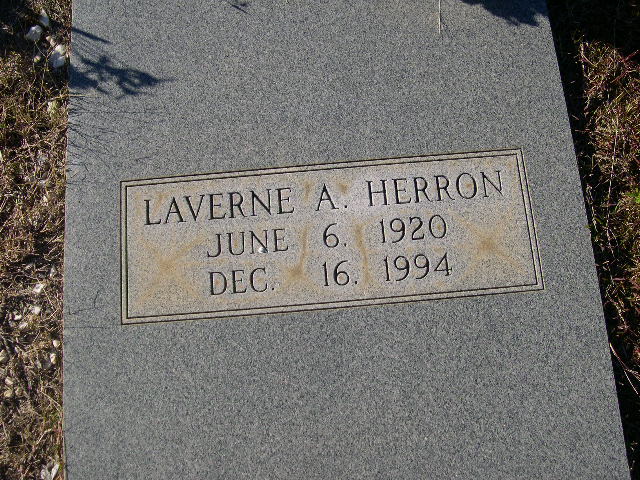 LAVERNE A. HERRON
JUNE 6. 1920
DEC. 16. 1994